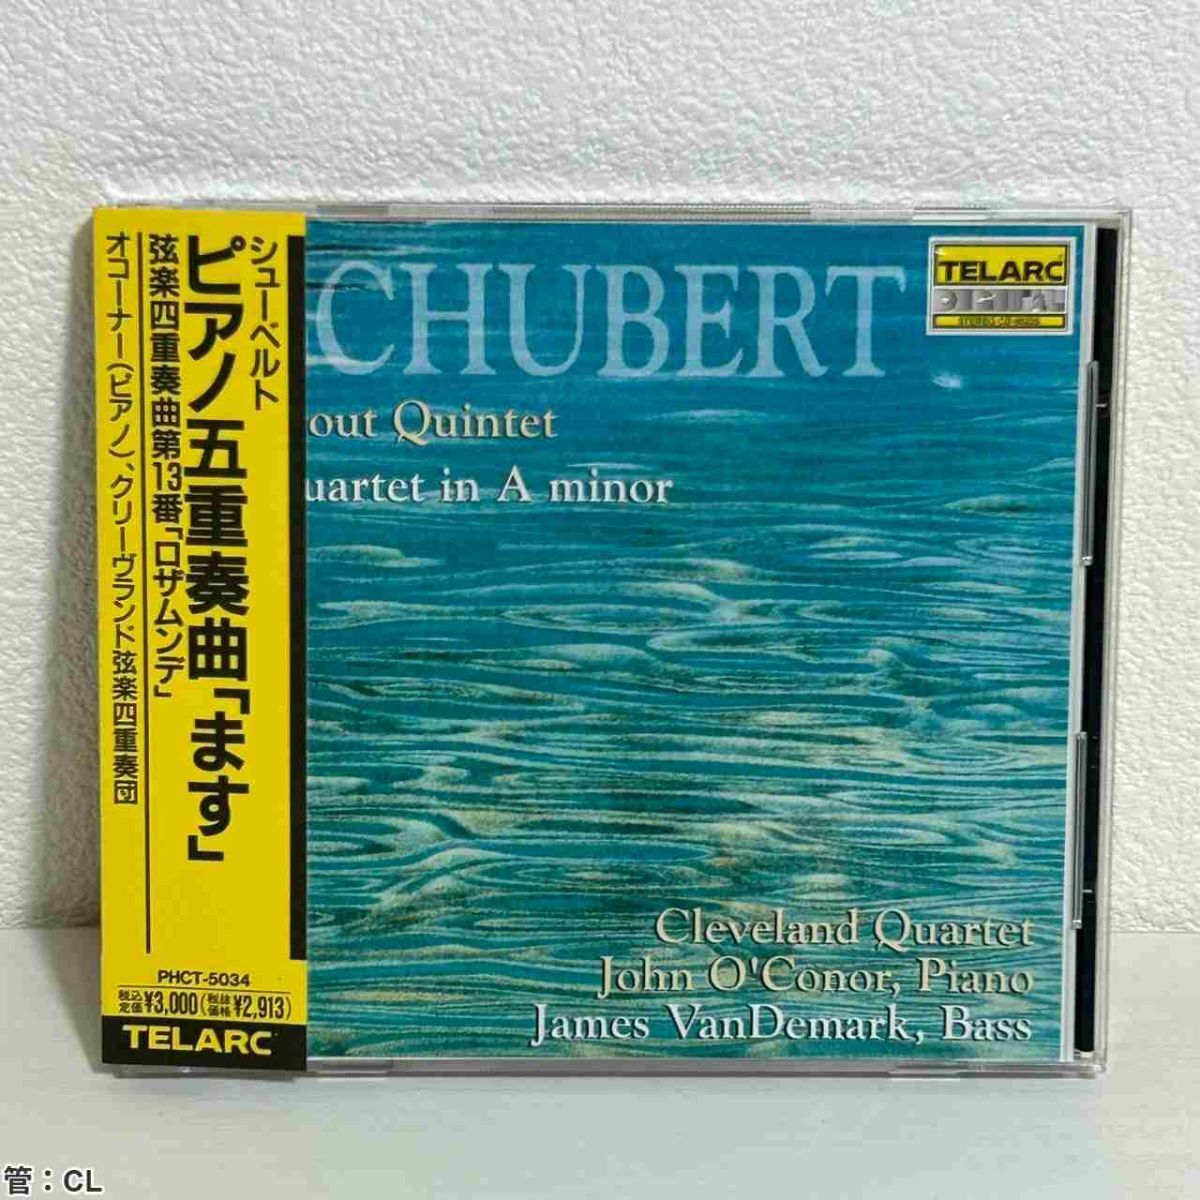 シューベルト
ピアノ五重奏曲「ます」
弦楽四重奏曲第13番「ロザムンデ」
オコーナー(ピアノ)、クリーヴランド弦楽四重奏団
PHCT-5034
税込定価¥3,000(税抜価格¥2,913)
TELARC
CHUBERT
out Quintet
uartet in A minor
TELARC
DIGITAL
Cleveland Quartet
John O'Conor, Piano
James VanDemark, Bass
管:CL